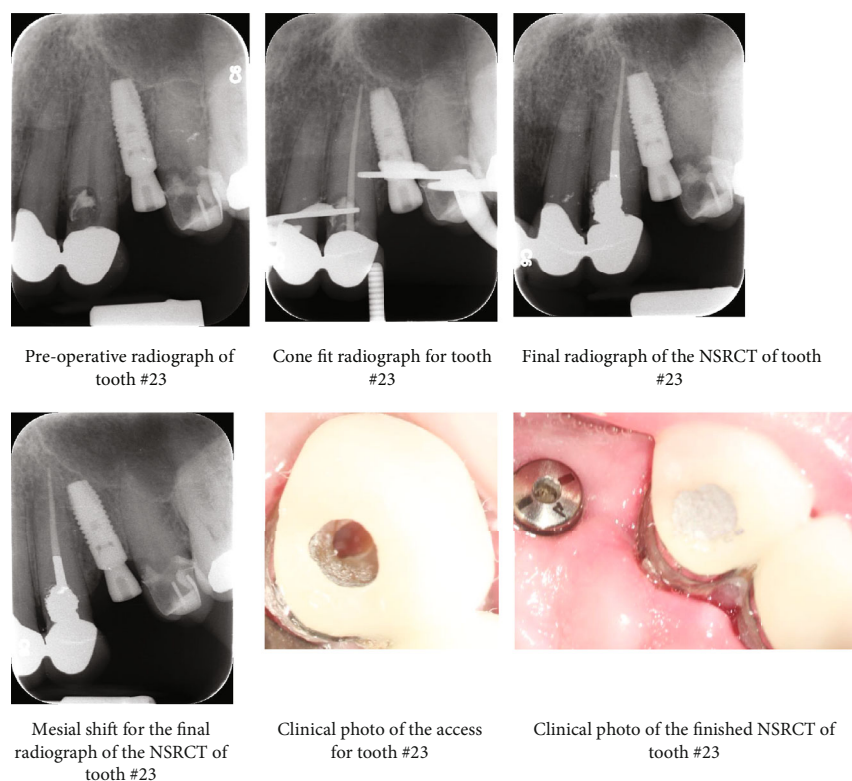 Pre-operative radiograph of
tooth #23
Cone fit radiograph for tooth
#23
Final radiograph of the NSRCT of tooth
#23
Mesial shift for the final
radiograph of the NSRCT of
tooth #23
Clinical photo of the access
for tooth #23
Clinical photo of the finished NSRCT of
tooth #23